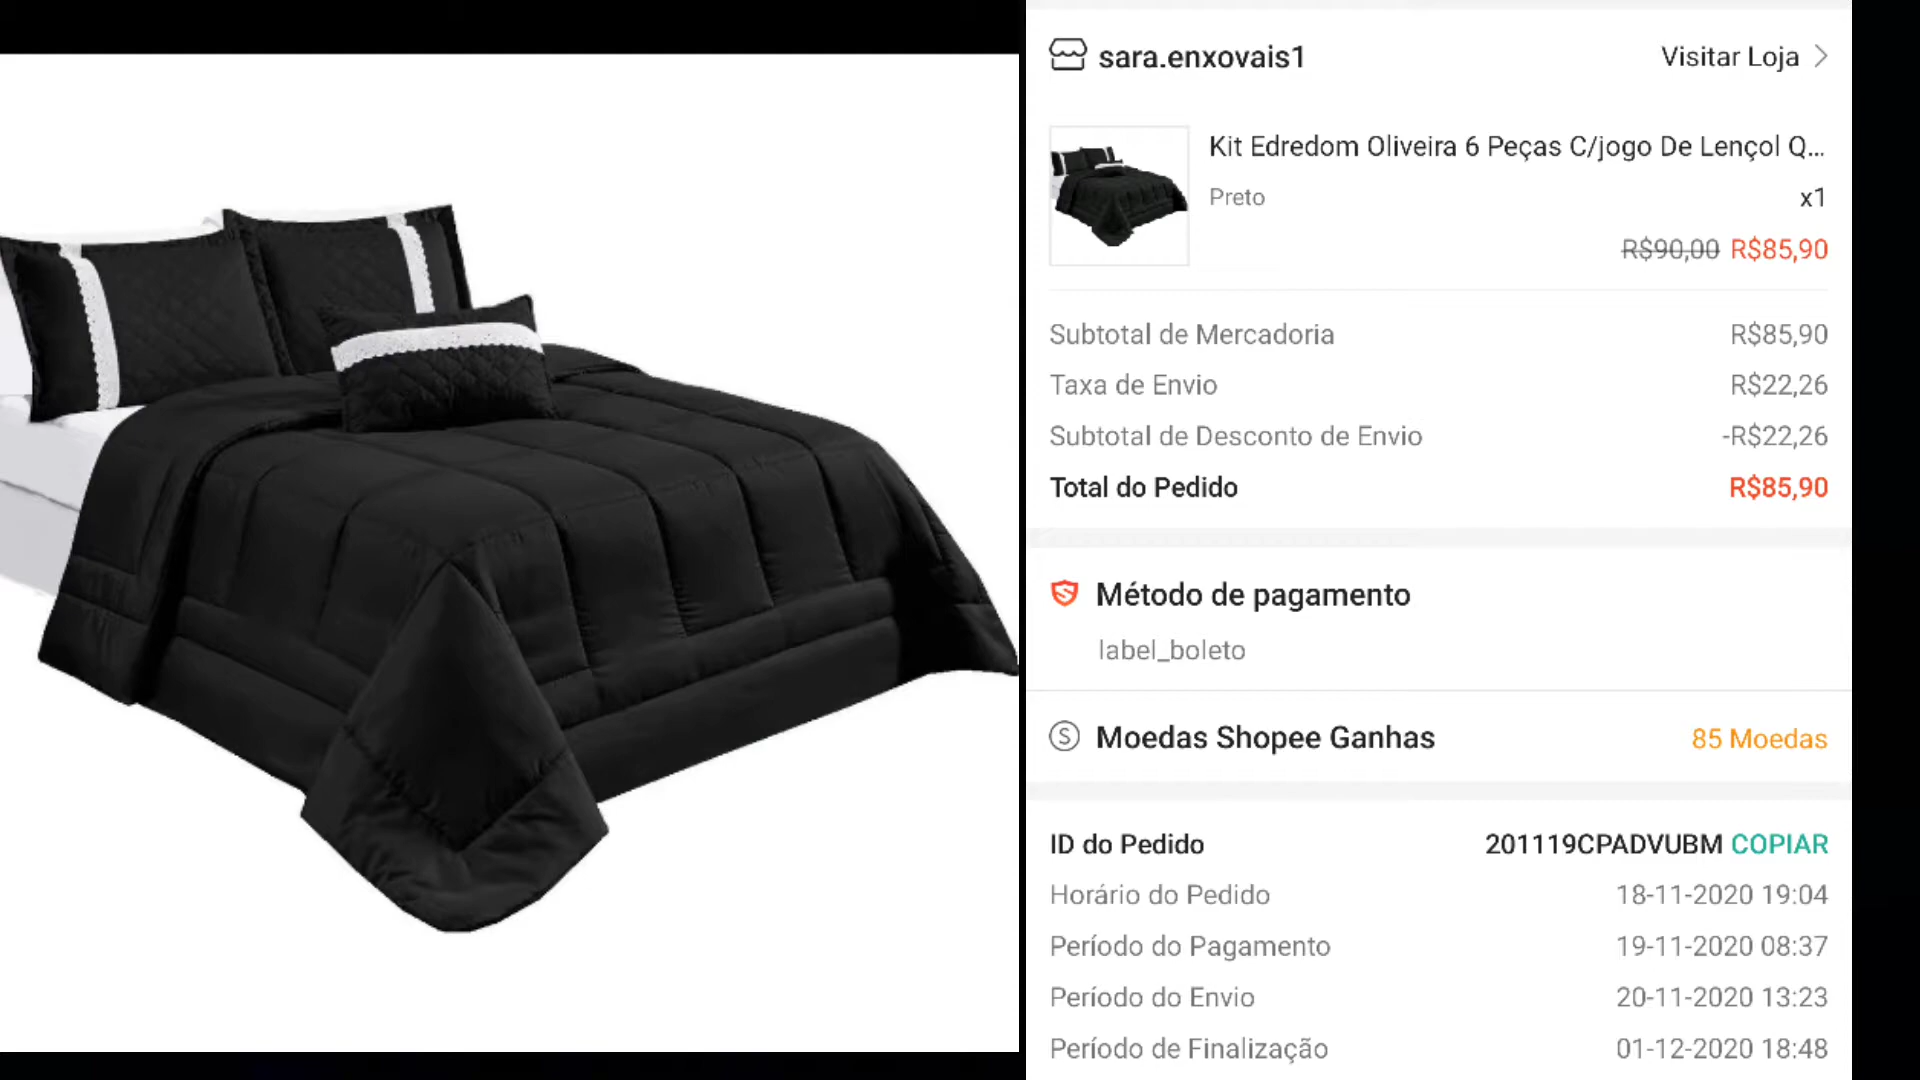 sara.enxovais1 Visitar Loja
Kit Edredom Oliveira 6 Peças C/jogo De Lençol Q...
Preto x1
R$90,00 R$85,90
Subtotal de Mercadoria R$85,90
Taxa de Envio R$22,26
Subtotal de Desconto de Envio -R$22,26
Total do Pedido R$85,90
Método de pagamento
label_boleto
Moedas Shopee Ganhas 85 Moedas
ID do Pedido 201119CPADVUBM COPIAR
Horário do Pedido 18-11-2020 19:04
Período do Pagamento 19-11-2020 08:37
Período do Envio 20-11-2020 13:23
Período de Finalização 01-12-2020 18:48